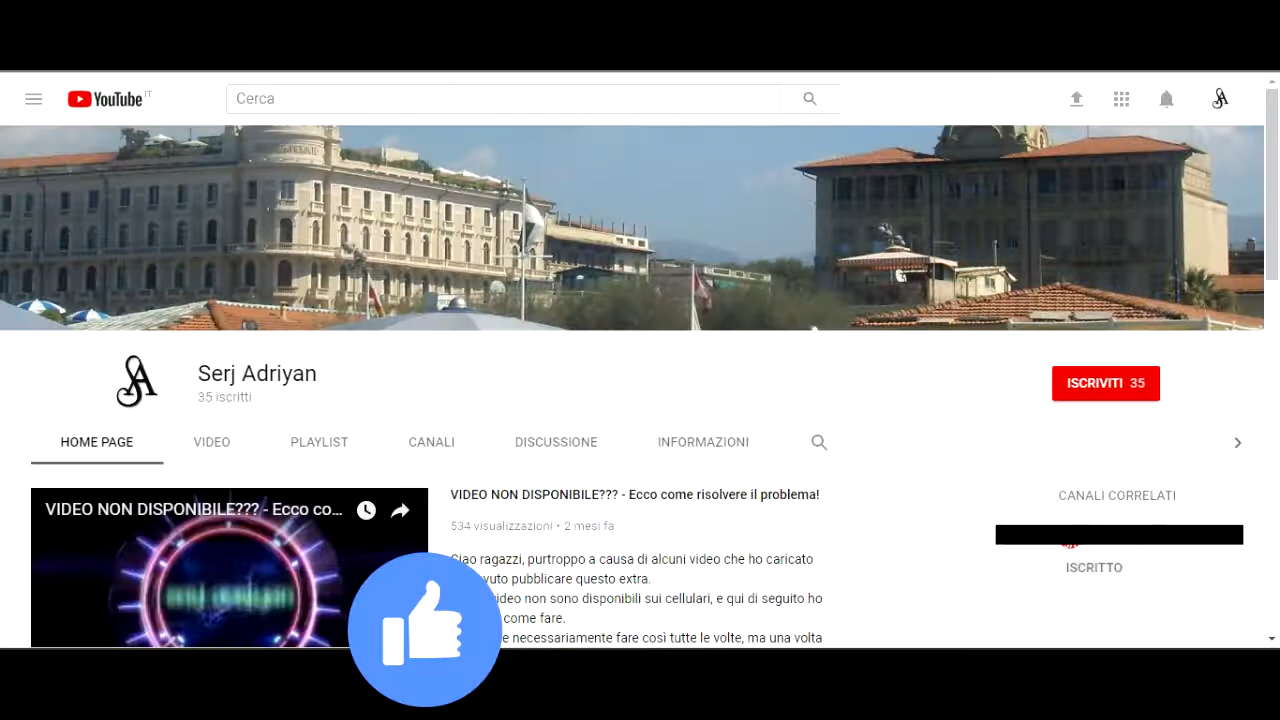 YouTube IT
Cerca
Serj Adriyan
35 iscritti
ISCRIVITI 35
HOME PAGE
VIDEO
PLAYLIST
CANALI
DISCUSSIONE
INFORMAZIONI
VIDEO NON DISPONIBILE??? - Ecco co...
VIDEO NON DISPONIBILE??? - Ecco come risolvere il problema!
534 visualizzazioni • 2 mesi fa
Ciao ragazzi, purtroppo a causa di alcuni video che ho caricato
vuto pubblicare questo extra.
ideo non sono disponibili sui cellulari, e qui di seguito ho
come fare.
e necessariamente fare così tutte le volte, ma una volta
CANALI CORRELATI
ISCRITTO